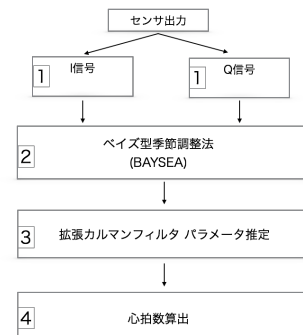 センサ出力
I信号
1
Q信号
1
ベイズ型季節調整法
(BAYSEA)
2
拡張カルマンフィルタ パラメータ推定
3
心拍数算出
4